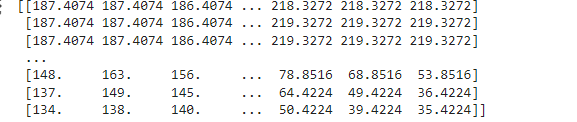 [[187.4074 187.4074 186.4074 ... 218.3272 218.3272 218.3272]
[187.4074 187.4074 186.4074 ... 219.3272 219.3272 219.3272]
[187.4074 187.4074 186.4074 ... 219.3272 219.3272 219.3272]
...
[148. 163. 156. ... 78.8516 68.8516 53.8516]
[137. 149. 145. ... 64.4224 49.4224 36.4224]
[134. 138. 140. ... 50.4224 39.4224 35.4224]]